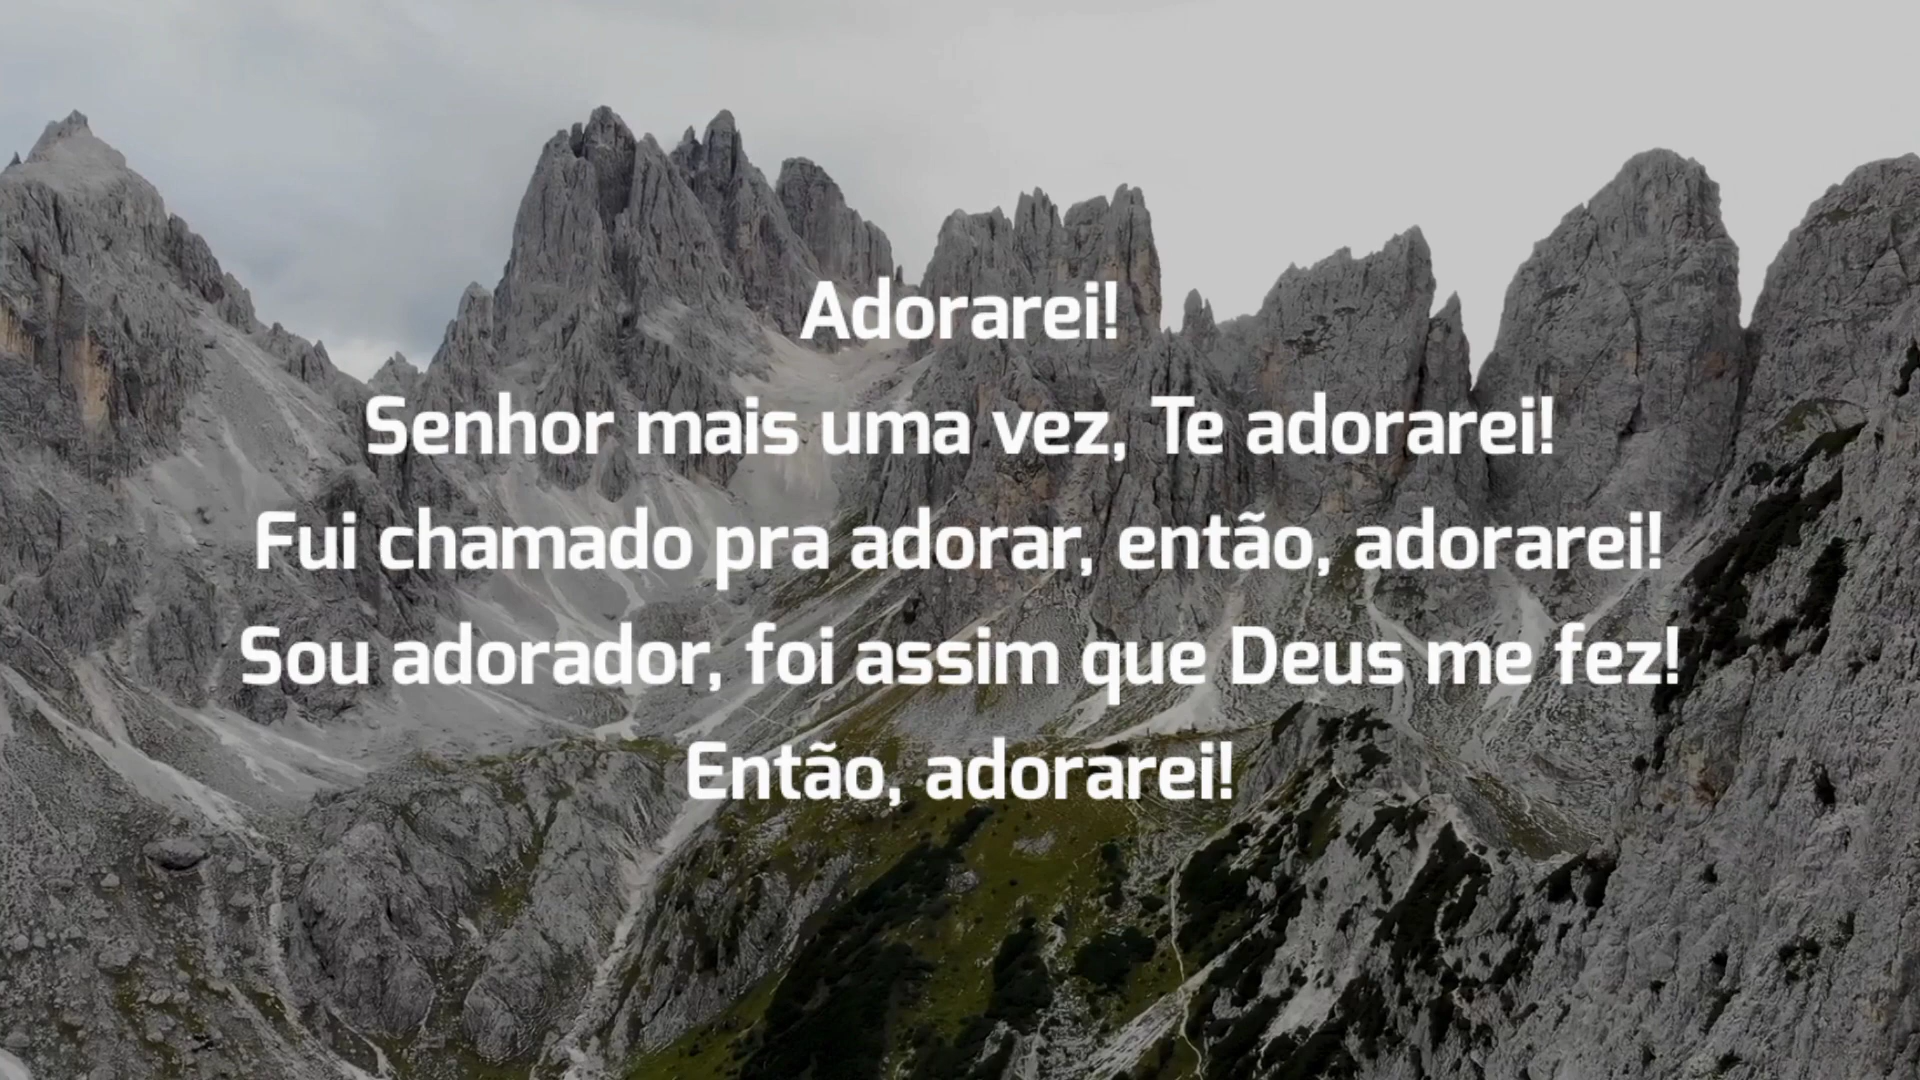 Adorarei!
Senhor mais uma vez, Te adorarei!
Fui chamado pra adorar, então, adorarei!
Sou adorador, foi assim que Deus me fez!
Então, adorarei!